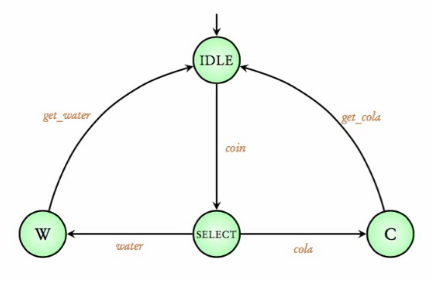 IDLE
get_water
get_cola
coin
W
SELECT
C
water
cola